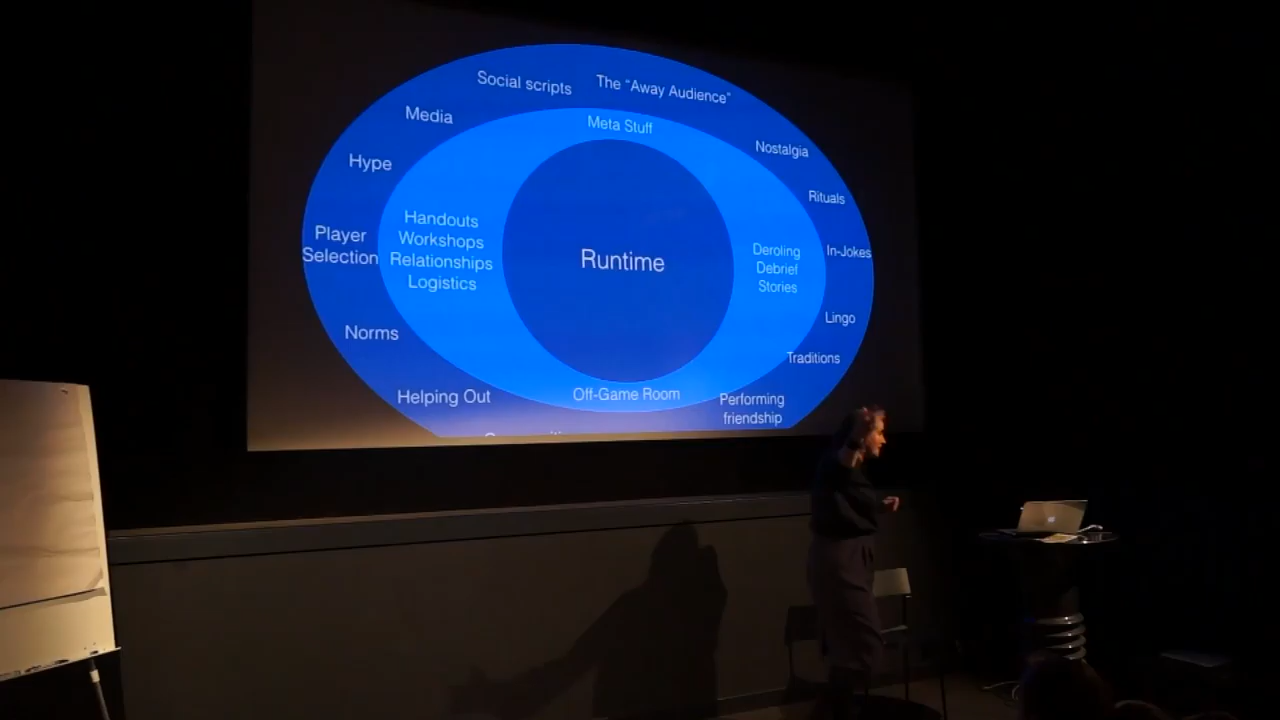 Social scripts
The "Away Audience"
Media
Meta Stuff
Nostalgia
Hype
Rituals
Handouts
Workshops
Relationships
Logistics
Player
Selection
Runtime
Deroling
Debrief
Stories
In-Jokes
Lingo
Norms
Traditions
Helping Out
Off-Game Room
Performing
friendship